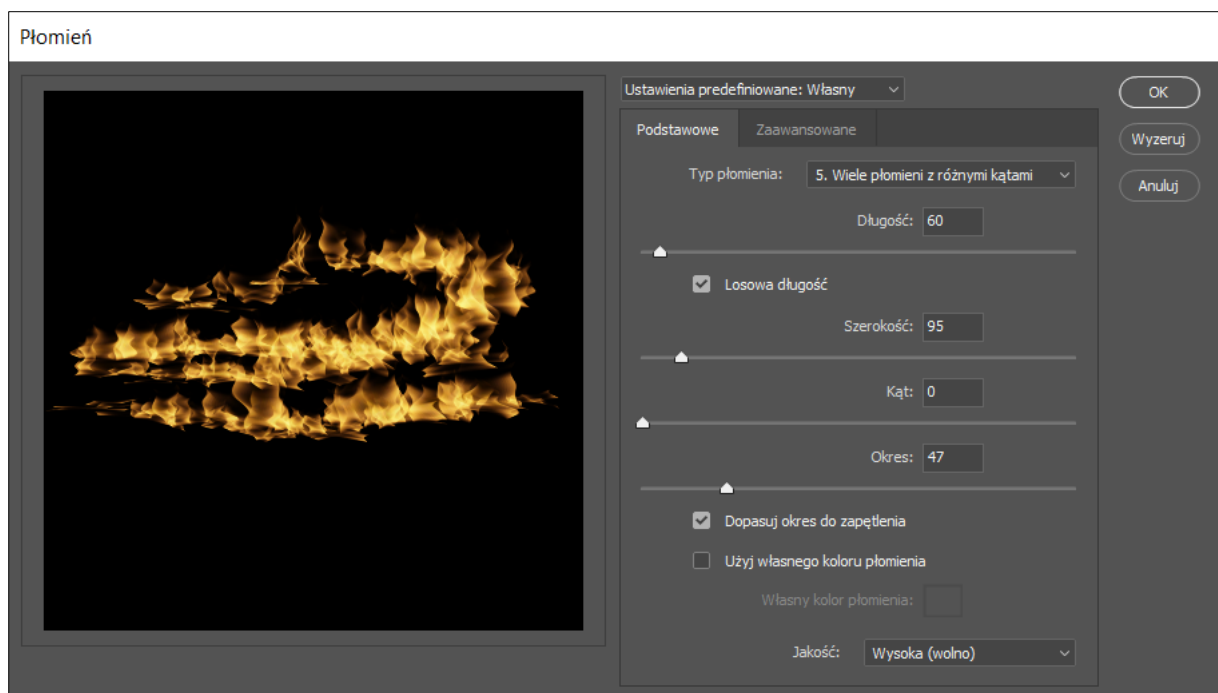 Płomień
Ustawienia predefiniowane: Własny
OK
Podstawowe Zaawansowane
Wyzeruj
Typ płomienia: 5. Wiele płomieni z różnymi kątami
Anuluj
Długość: 60
Losowa długość
Szerokość: 95
Kąt: 0
Okres: 47
Dopasuj okres do zapętlenia
Użyj własnego koloru płomienia
Własny kolor płomienia:
Jakość: Wysoka (wolno)